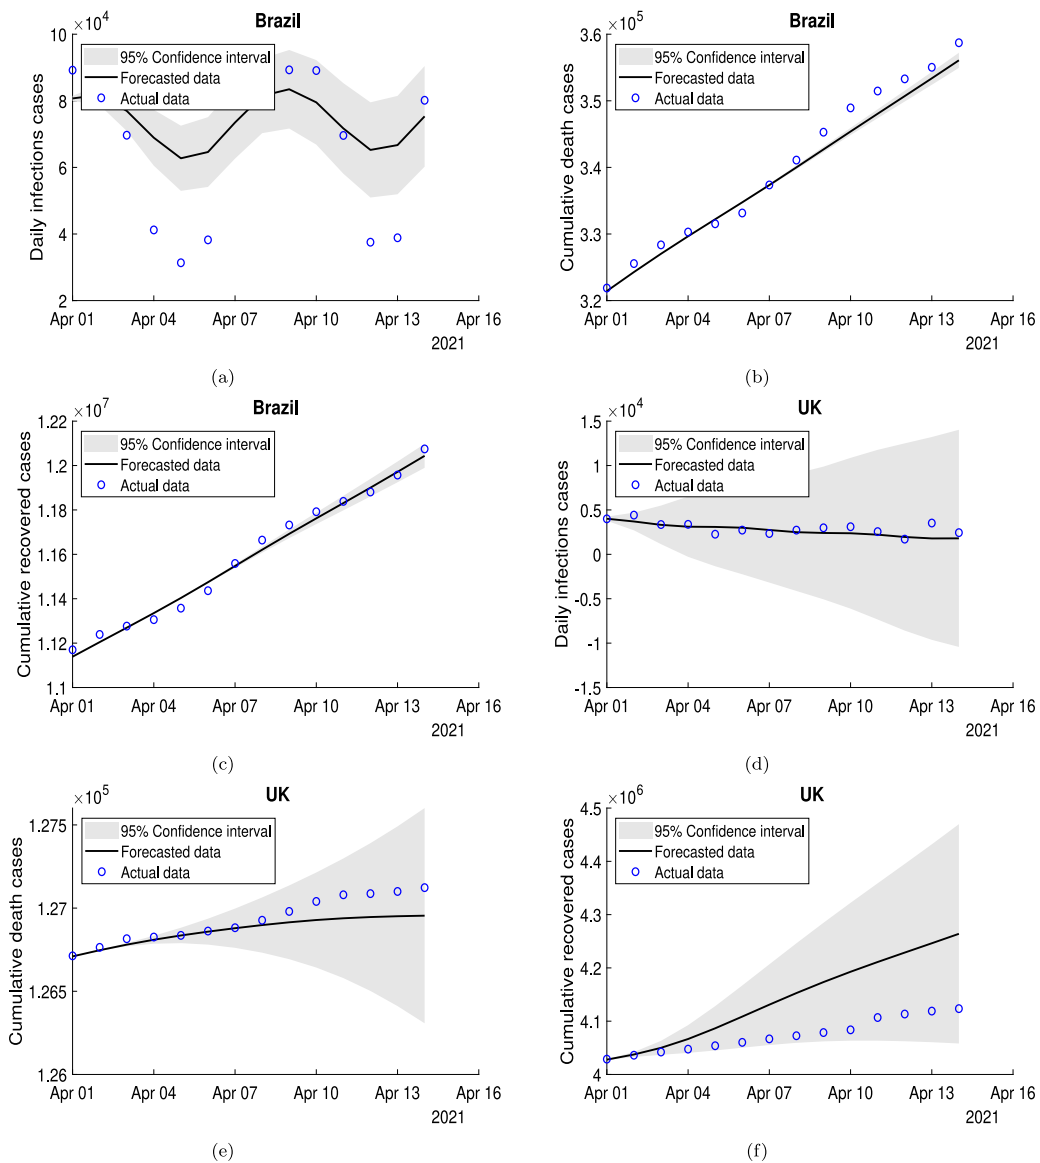 ×10⁴
Brazil
95% Confidence interval
Forecasted data
Actual data
Daily infections cases
10
8
6
4
2
Apr 01 Apr 04 Apr 07 Apr 10 Apr 13 Apr 16
2021
(a)
×10⁵
Brazil
95% Confidence interval
Forecasted data
Actual data
Cumulative death cases
3.6
3.5
3.4
3.3
3.2
Apr 01 Apr 04 Apr 07 Apr 10 Apr 13 Apr 16
2021
(b)
×10⁷
Brazil
95% Confidence interval
Forecasted data
Actual data
Cumulative recovered cases
1.22
1.2
1.18
1.16
1.14
1.12
1.1
Apr 01 Apr 04 Apr 07 Apr 10 Apr 13 Apr 16
2021
(c)
×10⁴
UK
95% Confidence interval
Forecasted data
Actual data
Daily infections cases
1.5
1
0.5
0
-0.5
-1
-1.5
Apr 01 Apr 04 Apr 07 Apr 10 Apr 13 Apr 16
2021
(d)
×10⁵
UK
95% Confidence interval
Forecasted data
Actual data
Cumulative death cases
1.275
1.27
1.265
1.26
Apr 01 Apr 04 Apr 07 Apr 10 Apr 13 Apr 16
2021
(e)
×10⁶
UK
95% Confidence interval
Forecasted data
Actual data
Cumulative recovered cases
4.5
4.4
4.3
4.2
4.1
4
Apr 01 Apr 04 Apr 07 Apr 10 Apr 13 Apr 16
2021
(f)